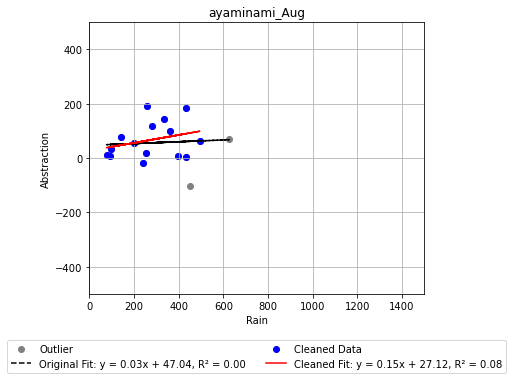 ayaminami_Aug
400
200
0
−200
−400
Abstraction
0 200 400 600 800 1000 1200 1400
Rain
Outlier
Original Fit: y = 0.03x + 47.04, R² = 0.00
Cleaned Data
Cleaned Fit: y = 0.15x + 27.12, R² = 0.08